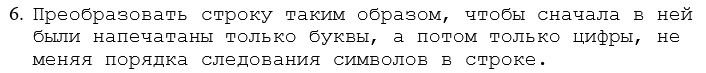 6. Преобразовать строку таким образом, чтобы сначала в ней
были напечатаны только буквы, а потом только цифры, не
меняя порядка следования символов в строке.